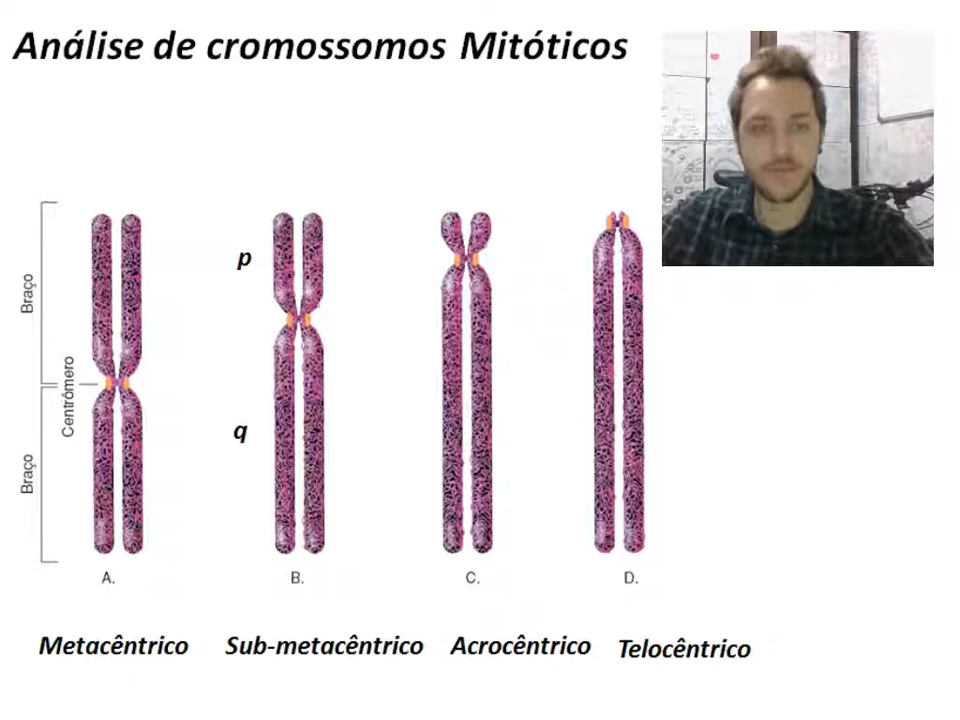 Análise de cromossomos Mitóticos
Braço
Centrômero
Braço
p
q
A.
B.
C.
D.
Metacêntrico
Sub-metacêntrico
Acrocêntrico
Telocêntrico